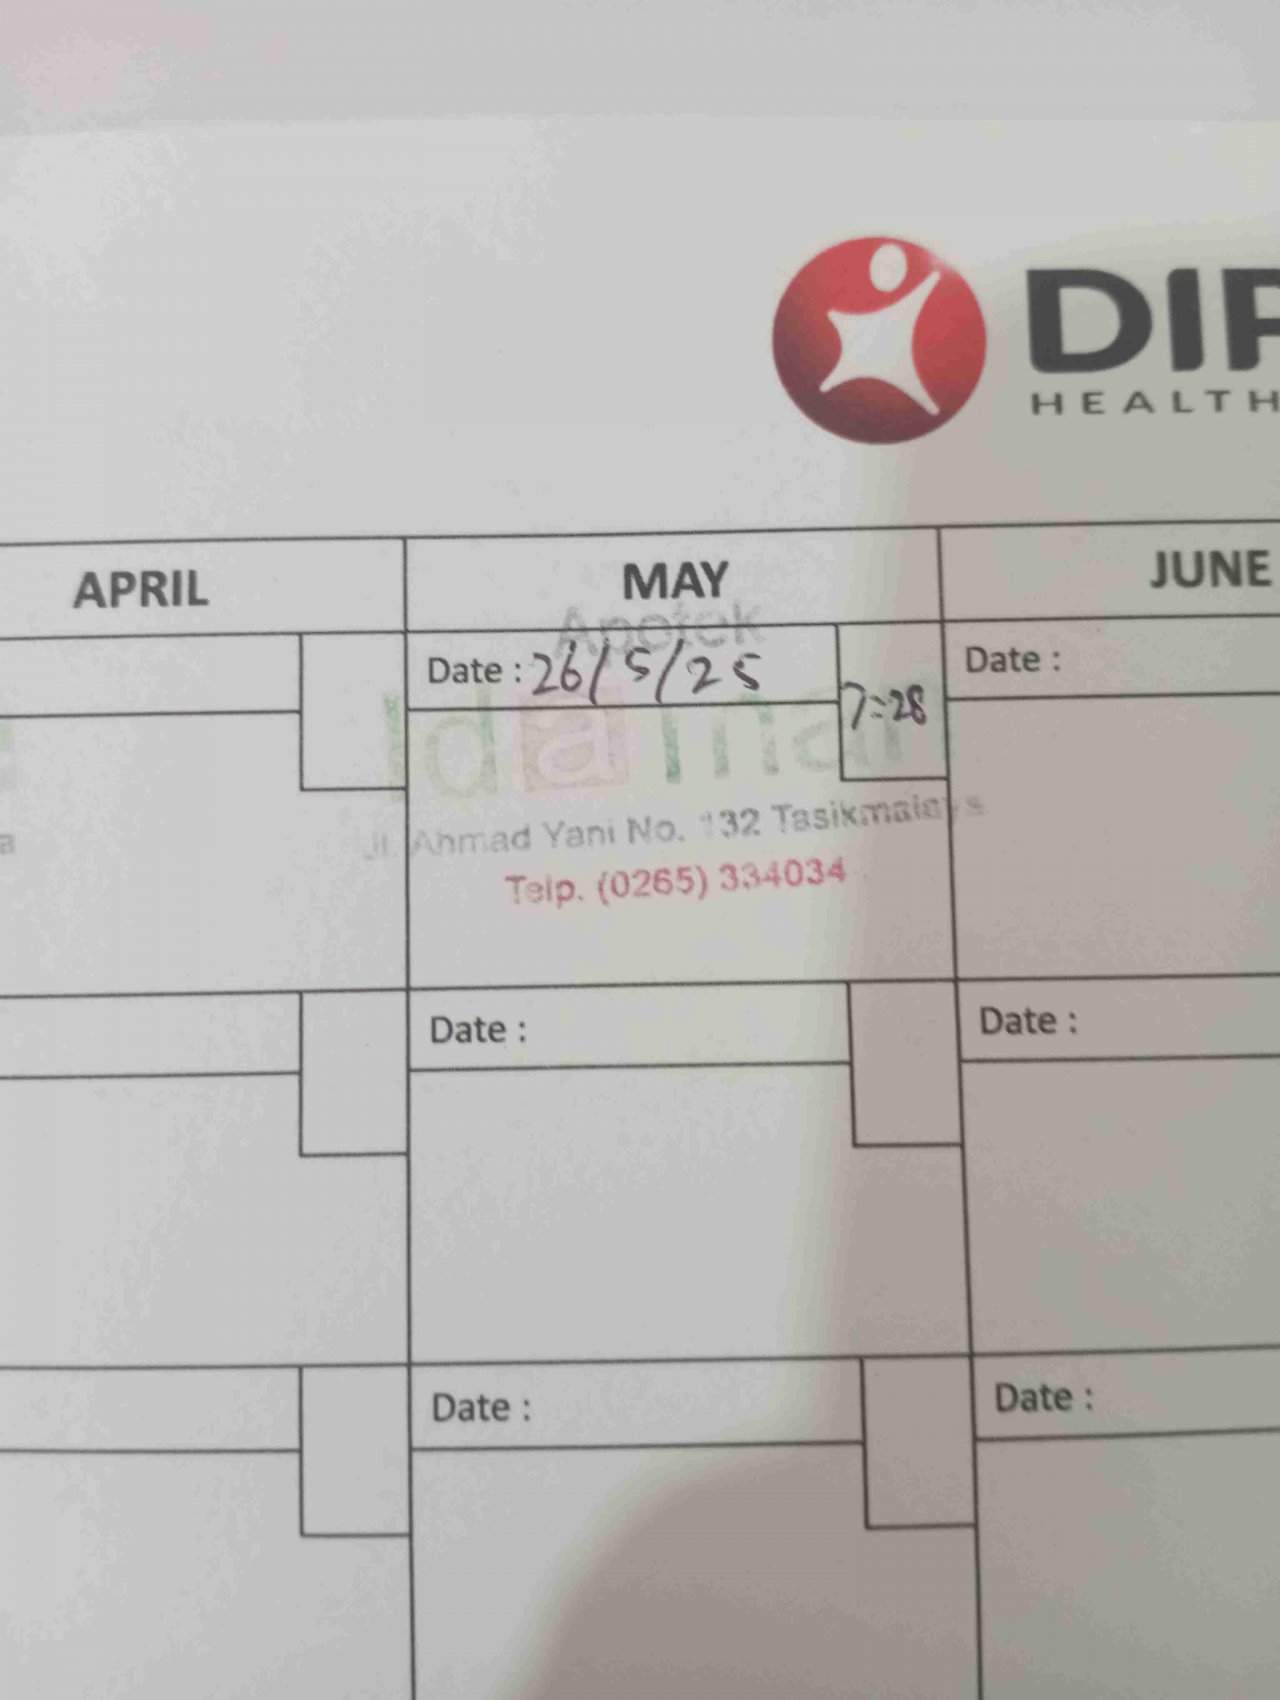 DIP
HEALTH
APRIL
MAY
JUNE
Apotek
Date : 26/5/25
7:28
Date :
Idaman
Jl. Ahmad Yani No. 132 Tasikmalaya
Telp. (0265) 334034
a
Date :
Date :
Date :
Date :